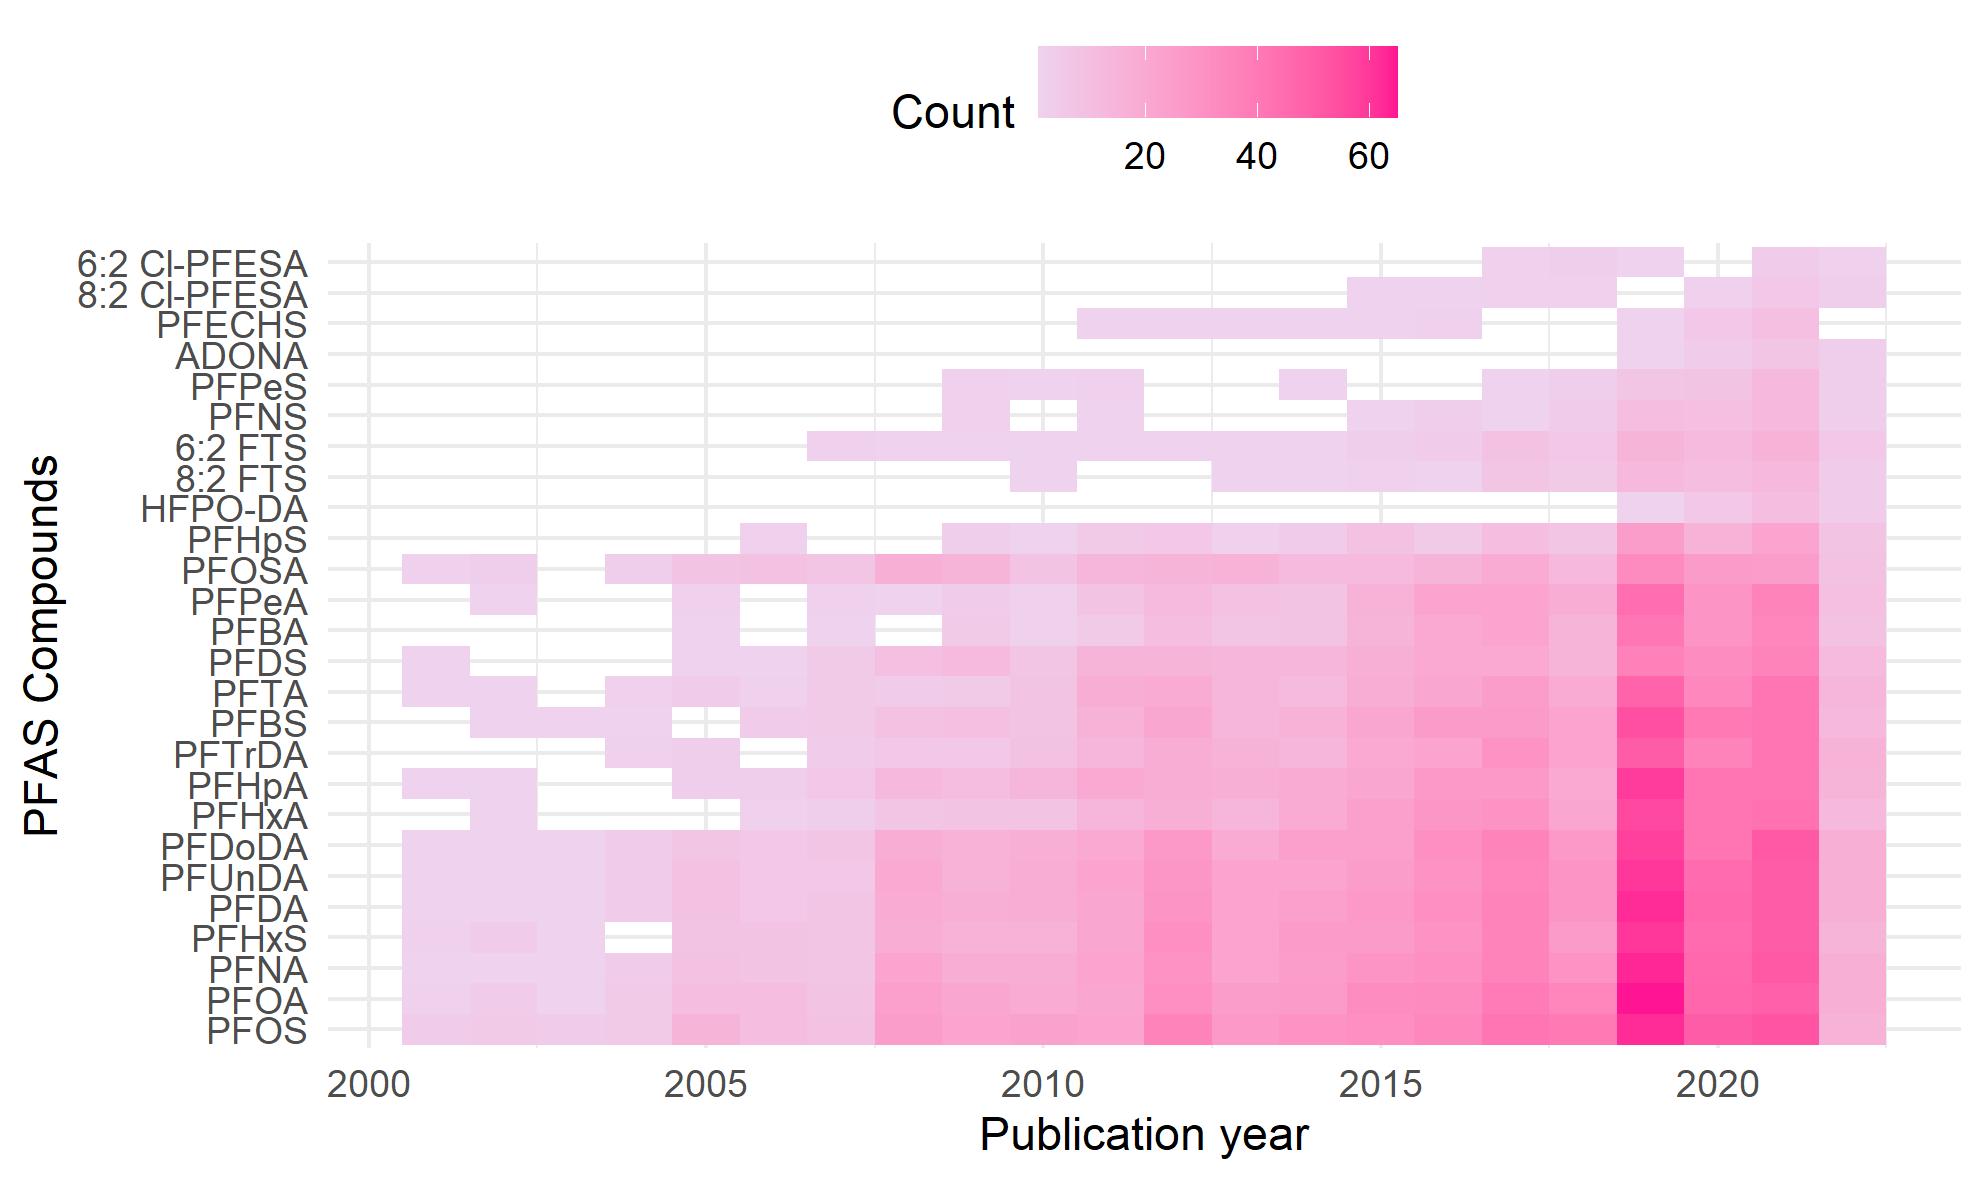 Count
20 40 60
6:2 Cl-PFESA
8:2 Cl-PFESA
PFECHS
ADONA
PFPeS
PFNS
6:2 FTS
8:2 FTS
HFPO-DA
PFHpS
PFOSA
PFPeA
PFBA
PFDS
PFTA
PFBS
PFTrDA
PFHpA
PFHxA
PFDoDA
PFUnDA
PFDA
PFHxS
PFNA
PFOA
PFOS
PFAS Compounds
2000 2005 2010 2015 2020
Publication year